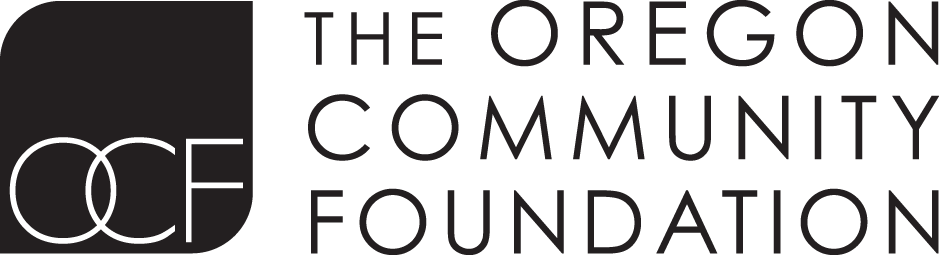 OCF
THE OREGON
COMMUNITY
FOUNDATION